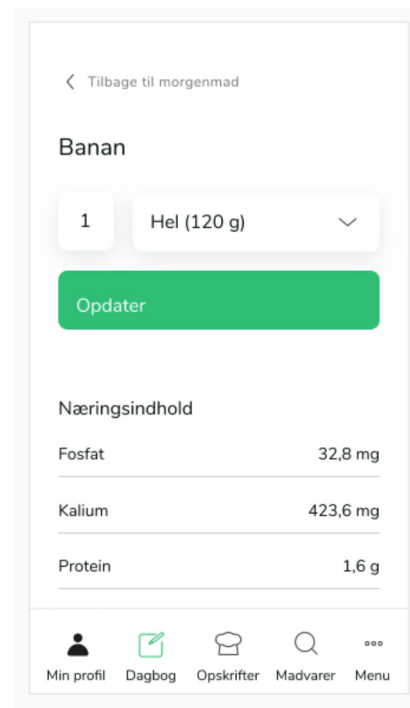 Tilbage til morgenmad
Banan
1 Hel (120 g)
Opdater
Næringsindhold
Fosfat 32,8 mg
Kalium 423,6 mg
Protein 1,6 g
Min profil Dagbog Opskrifter Madvarer Menu